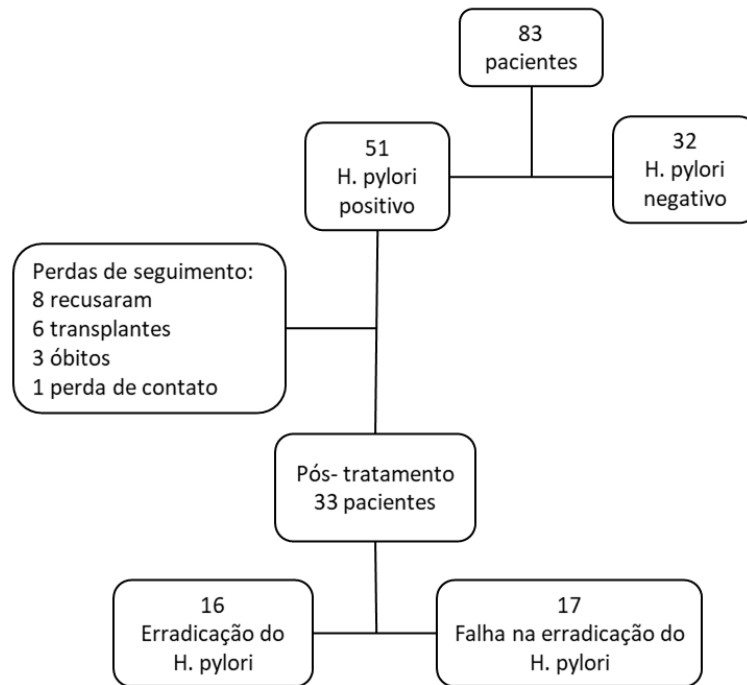 83
pacientes
51
H. pylori
positivo
32
H. pylori
negativo
Perdas de seguimento:
8 recusaram
6 transplantes
3 óbitos
1 perda de contato
Pós- tratamento
33 pacientes
16
Erradicação do
H. pylori
17
Falha na erradicação do
H. pylori